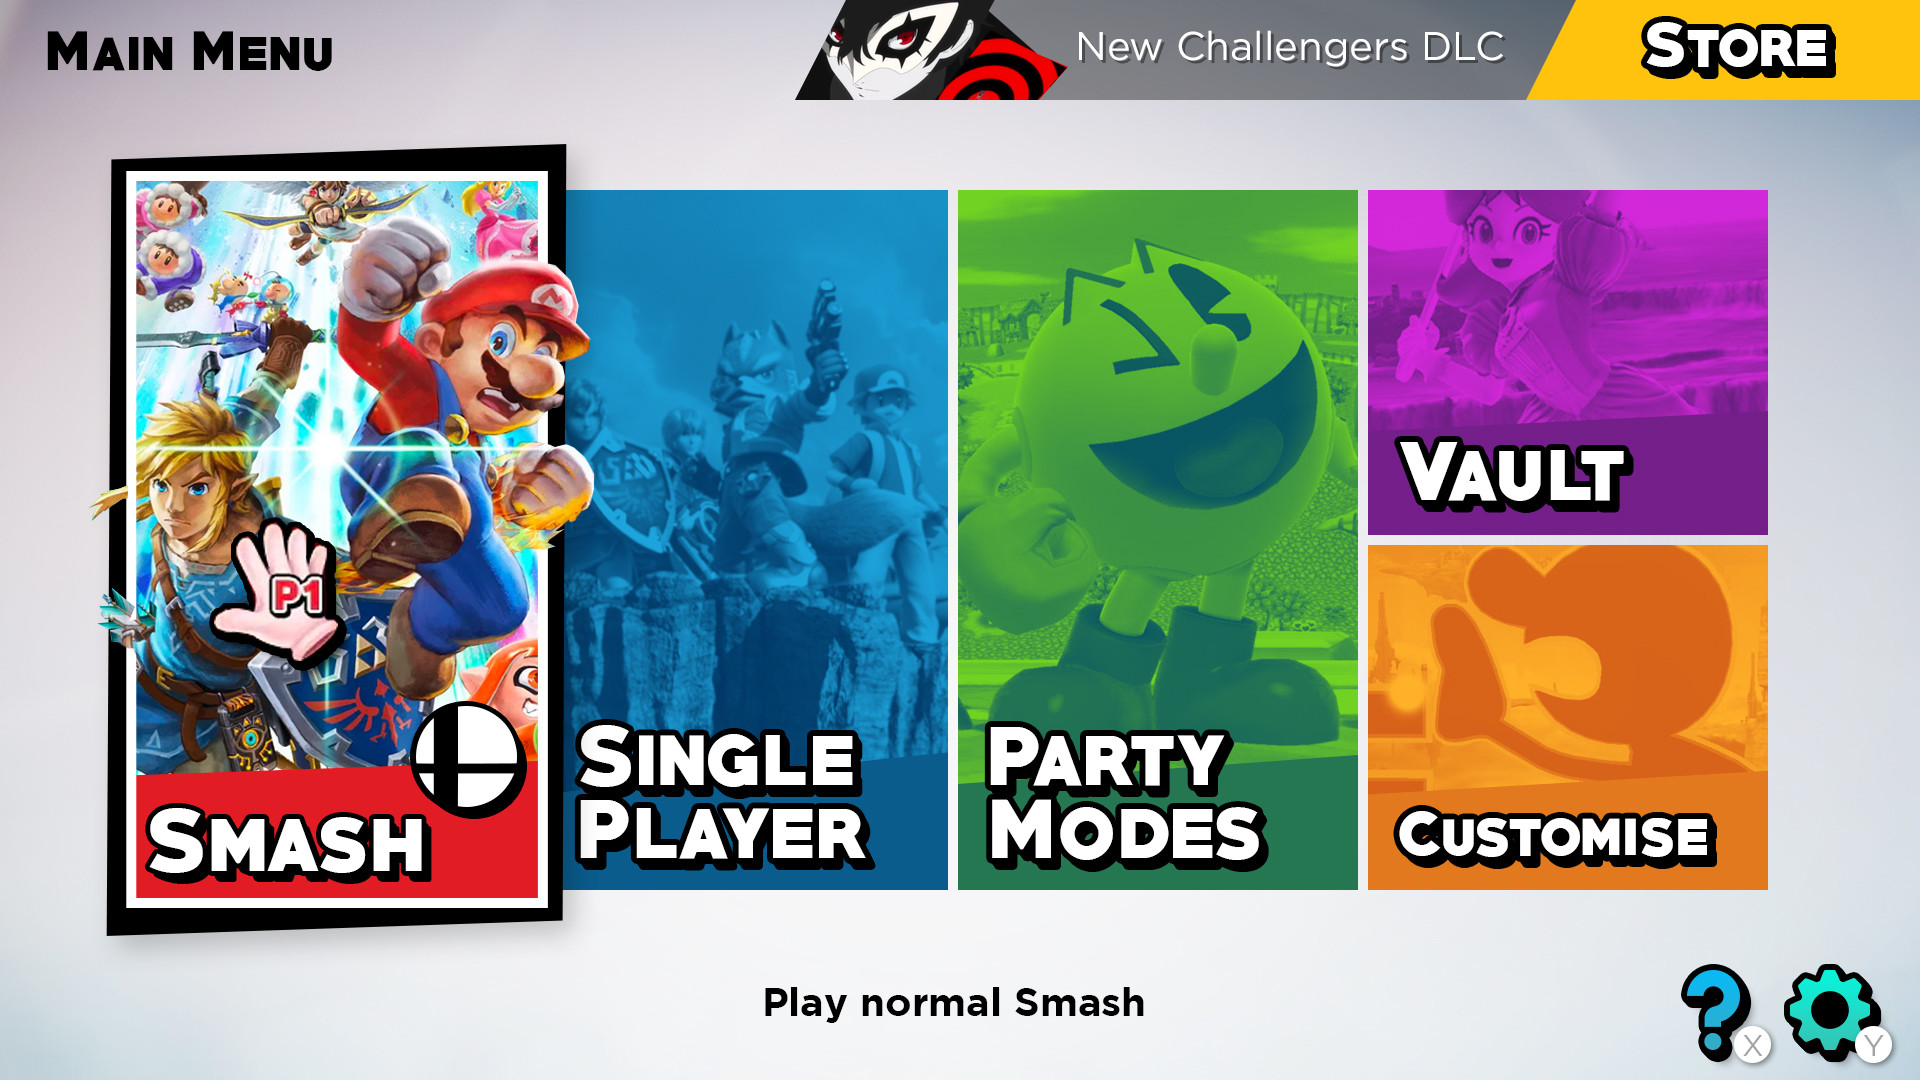 MAIN MENU
New Challengers DLC
STORE
P1
SMASH
SINGLE
PLAYER
PARTY
MODES
VAULT
CUSTOMISE
Play normal Smash
?
X
Y